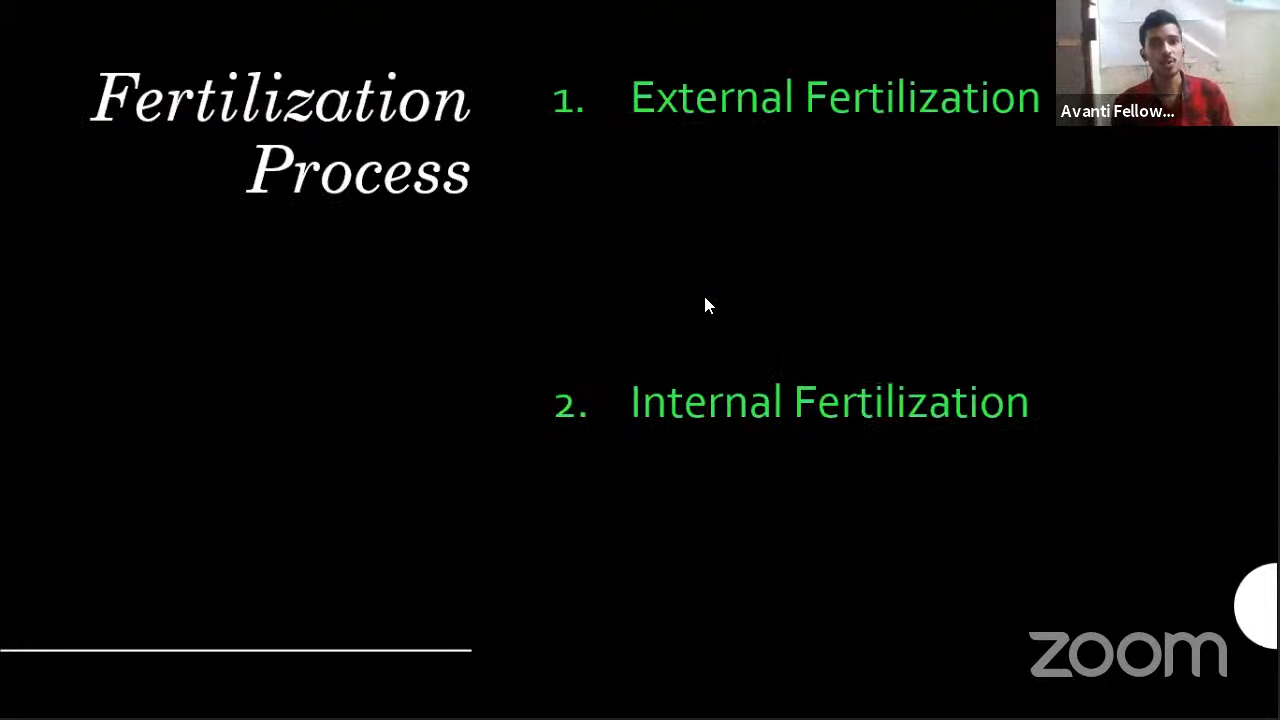 Fertilization
Process
1. External Fertilization
2. Internal Fertilization
Avanti Fellow...
zoom